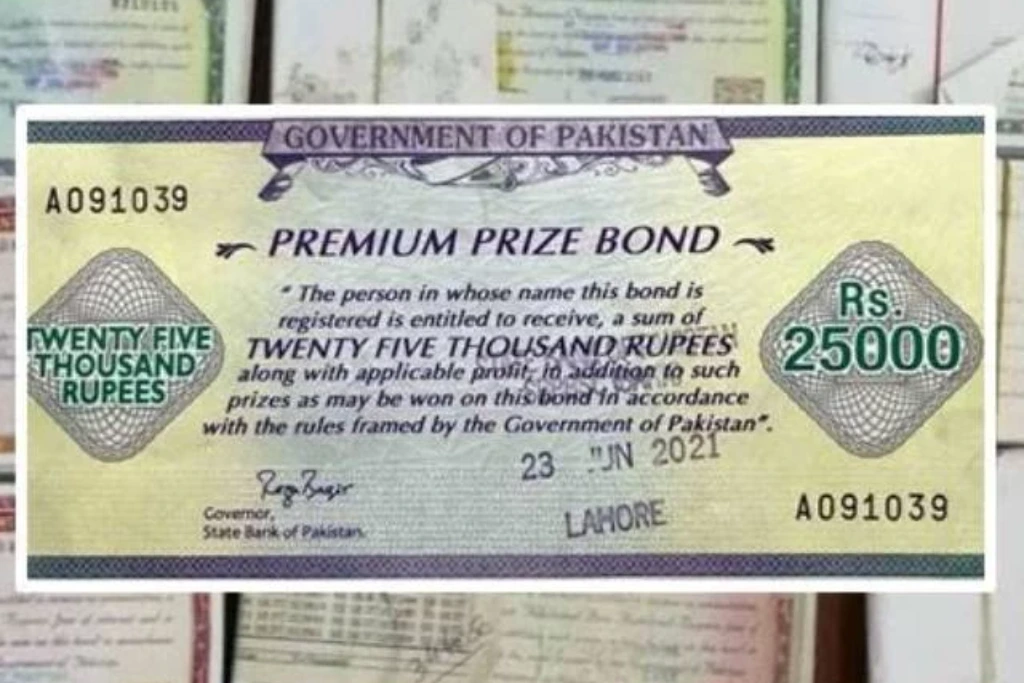 GOVERNMENT OF PAKISTAN
A091039
PREMIUM PRIZE BOND
" The person in whose name this bond is
registered is entitled to receive, a sum of
TWENTY FIVE THOUSAND RUPEES
along with applicable profit, in addition to such
prizes as may be won on this bond in accordance
with the rules framed by the Government of Pakistan".
TWENTY FIVE
THOUSAND
RUPEES
Rs.
25000
23 JUN 2021
LAHORE
Governor,
State Bank of Pakistan.
A091039